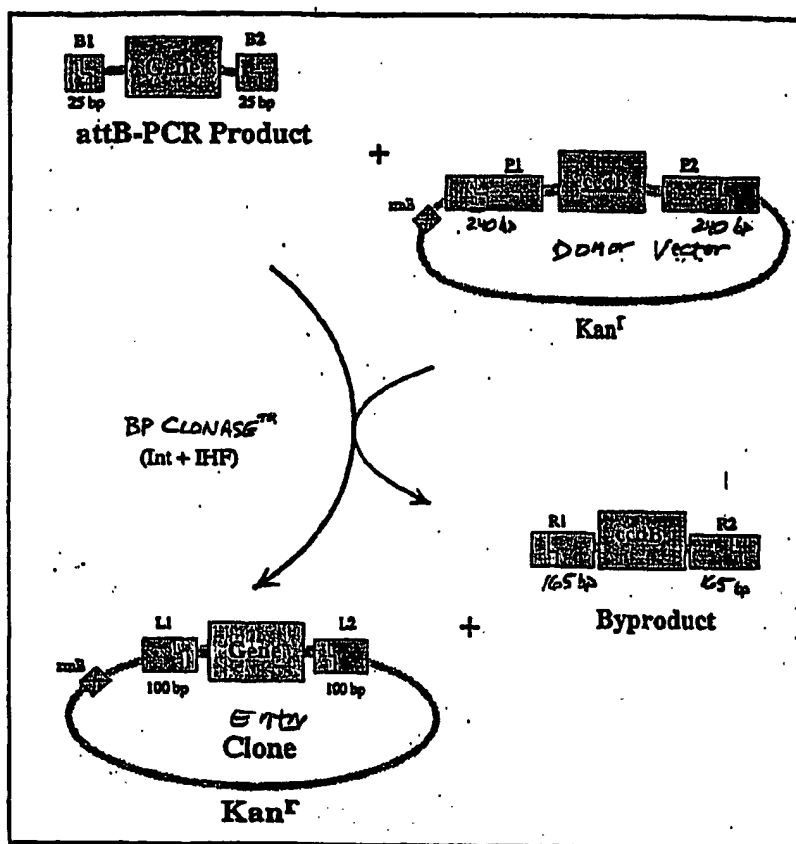 B1 B2
Gene
25 bp 25 bp
attB-PCR Product
+
P1 P2
ccdB
rrnB
240 bp 240 bp
Donor Vector
Kanr
BP CLONASE™
(Int + IHF)
R1 R2
ccdB
165 bp 165 bp
Byproduct
+
L1 L2
Gene
rrnB
100 bp 100 bp
Entry
Clone
Kanr